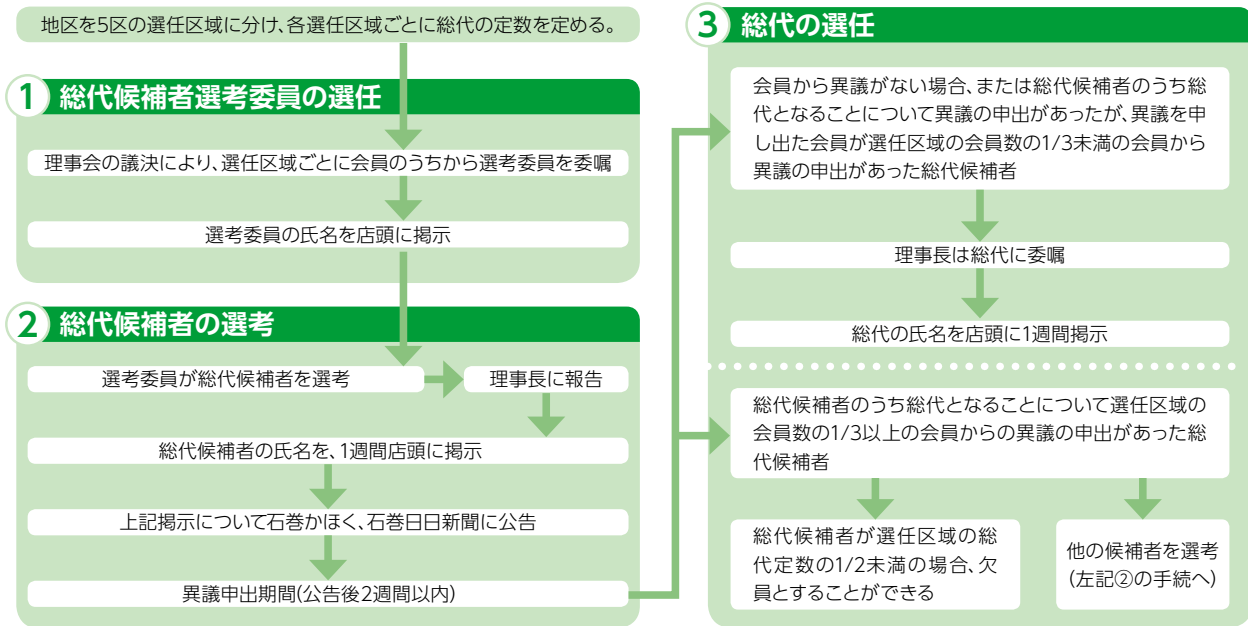 地区を5区の選任区域に分け、各選任区域ごとに総代の定数を定める。
① 総代候補者選考委員の選任
理事会の議決により、選任区域ごとに会員のうちから選考委員を委嘱
選考委員の氏名を店頭に掲示
② 総代候補者の選考
選考委員が総代候補者を選考
理事長に報告
総代候補者の氏名を、1週間店頭に掲示
上記掲示について石巻かほく、石巻日日新聞に公告
異議申出期間(公告後2週間以内)
③ 総代の選任
会員から異議がない場合、または総代候補者のうち総
代となることについて異議の申出があったが、異議を申
し出た会員が選任区域の会員数の1/3未満の会員から
異議の申出があった総代候補者
理事長は総代に委嘱
総代の氏名を店頭に1週間掲示
総代候補者のうち総代となることについて選任区域の
会員数の1/3以上の会員からの異議の申出があった総
代候補者
総代候補者が選任区域の総
代定数の1/2未満の場合、欠
員とすることができる
他の候補者を選考
(左記②の手続へ)